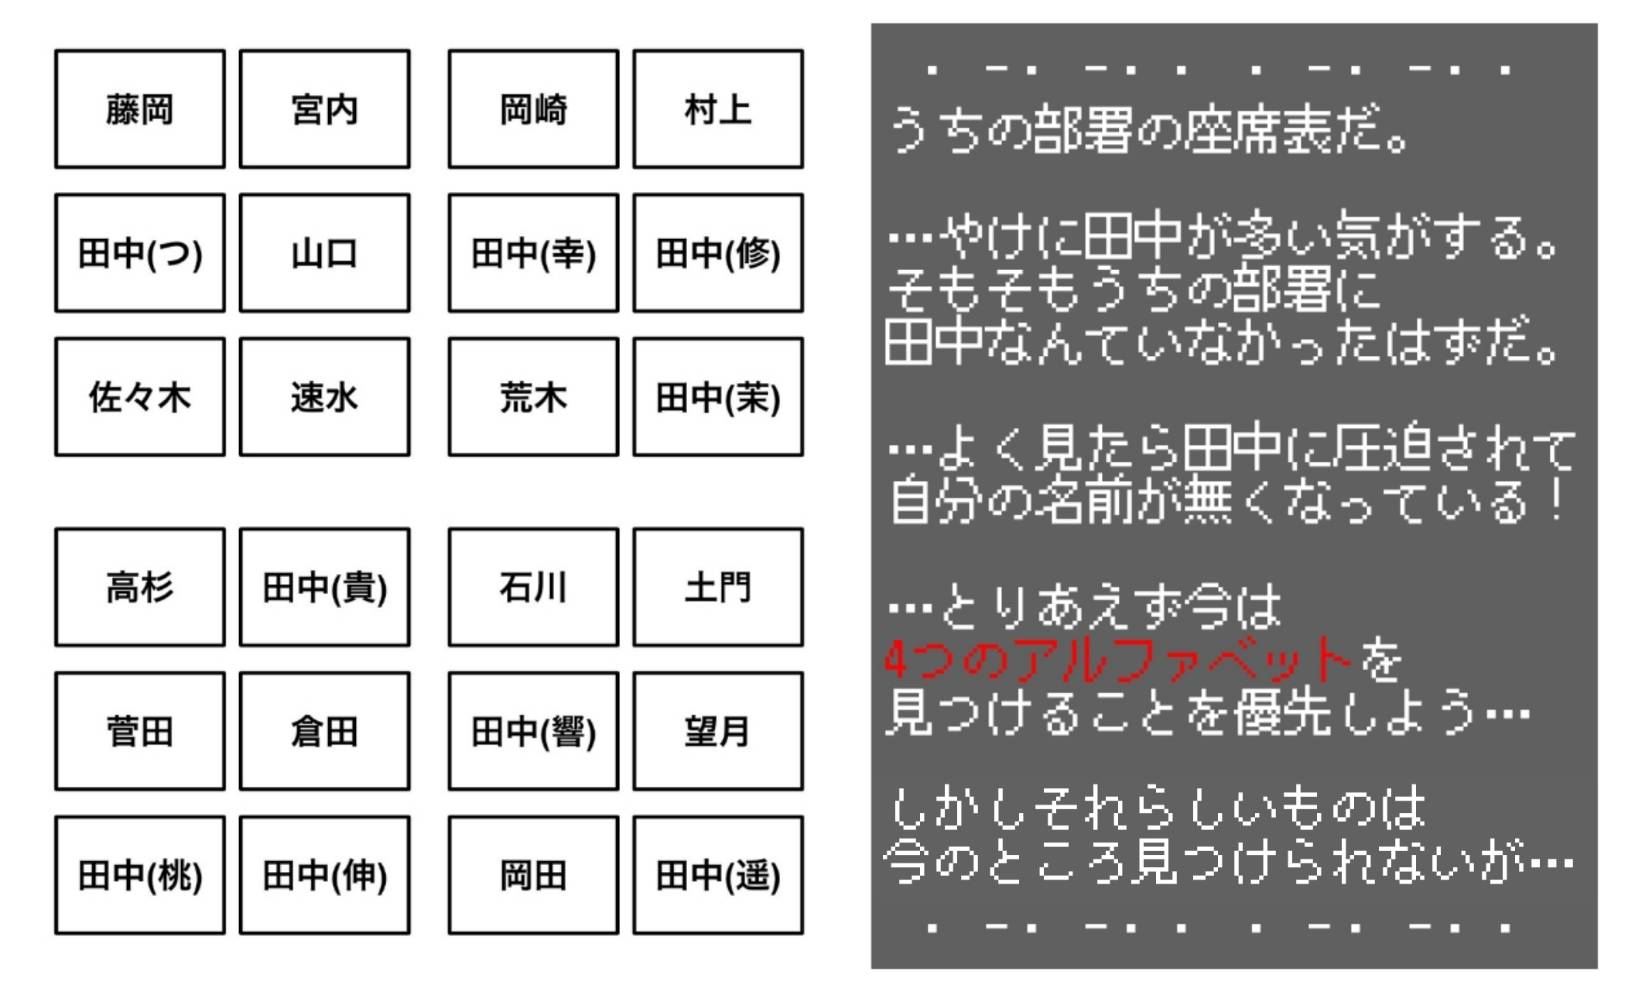 藤岡 宮内 岡崎 村上
田中(つ) 山口 田中(幸) 田中(修)
佐々木 速水 荒木 田中(茉)
高杉 田中(貴) 石川 土門
菅田 倉田 田中(響) 望月
田中(桃) 田中(伸) 岡田 田中(遥)
. -. -.. . -. -..
うちの部署の座席表だ。
…やけに田中が多い気がする。
そもそもうちの部署に
田中なんていなかったはずだ。
…よく見たら田中に圧迫されて
自分の名前が無くなっている!
…とりあえず今は
4つのアルファベットを
見つけることを優先しよう…
しかしそれらしいものは
今のところ見つけられないが…
. -. -.. . -. -..